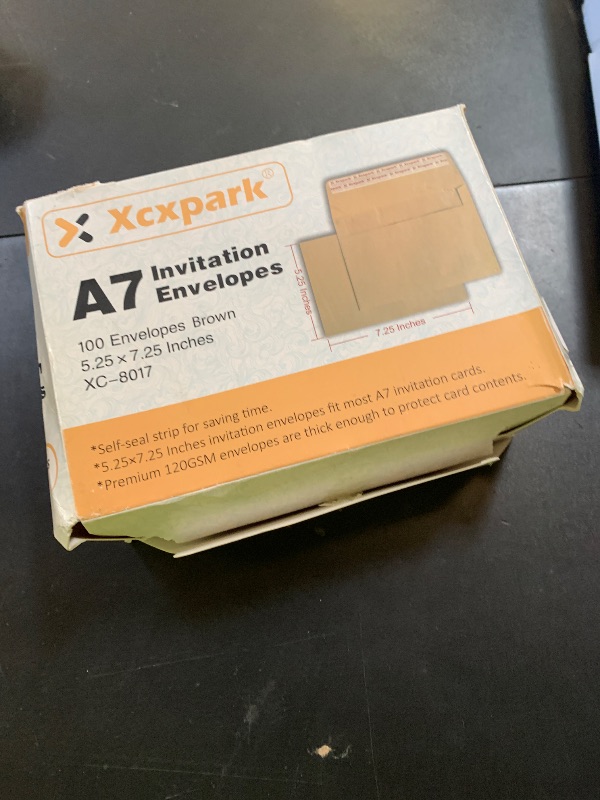 Xcxpark®
A7 Invitation
Envelopes
100 Envelopes Brown
5.25 x 7.25 Inches
XC-8017
5.25 Inches
7.25 Inches
*Self-seal strip for saving time.
*5.25×7.25 Inches invitation envelopes fit most A7 invitation cards.
*Premium 120GSM envelopes are thick enough to protect card contents.